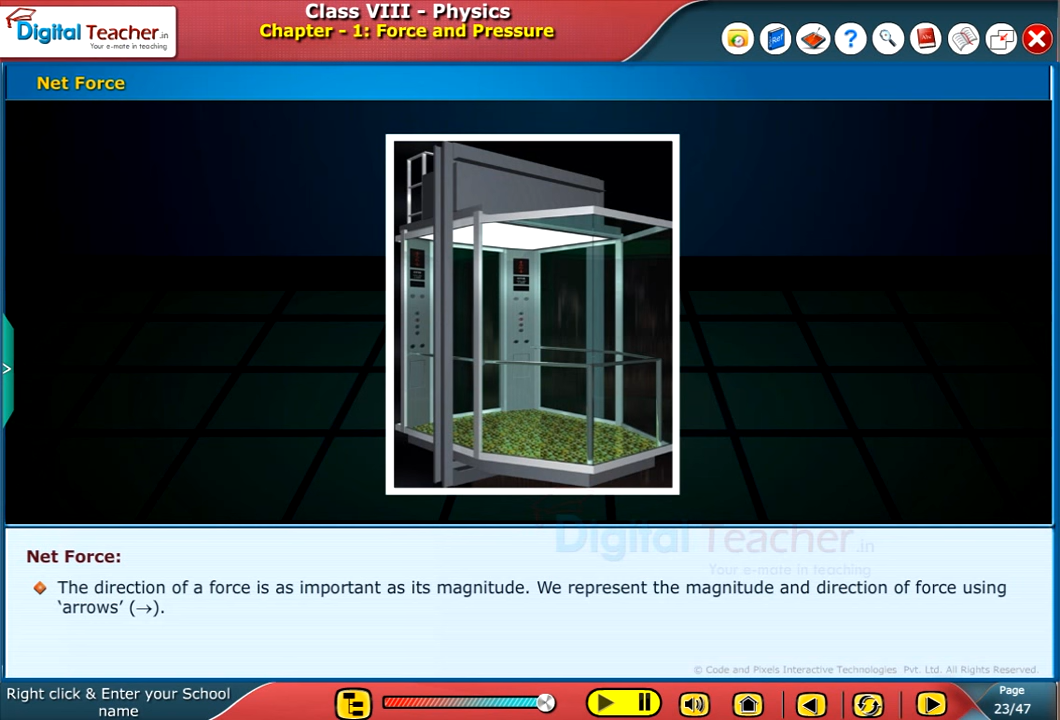 Digital Teacher.in
Your e-mate in teaching
Class VIII - Physics
Chapter - 1: Force and Pressure
Ref
?
Abc
Net Force
>
Digital Teacher.in
Your e-mate in teaching
Net Force:
The direction of a force is as important as its magnitude. We represent the magnitude and direction of force using
‘arrows’ (→).
© Code and Pixels Interactive Technologies Pvt. Ltd. All Rights Reserved.
Right click & Enter your School
name
Page
23/47